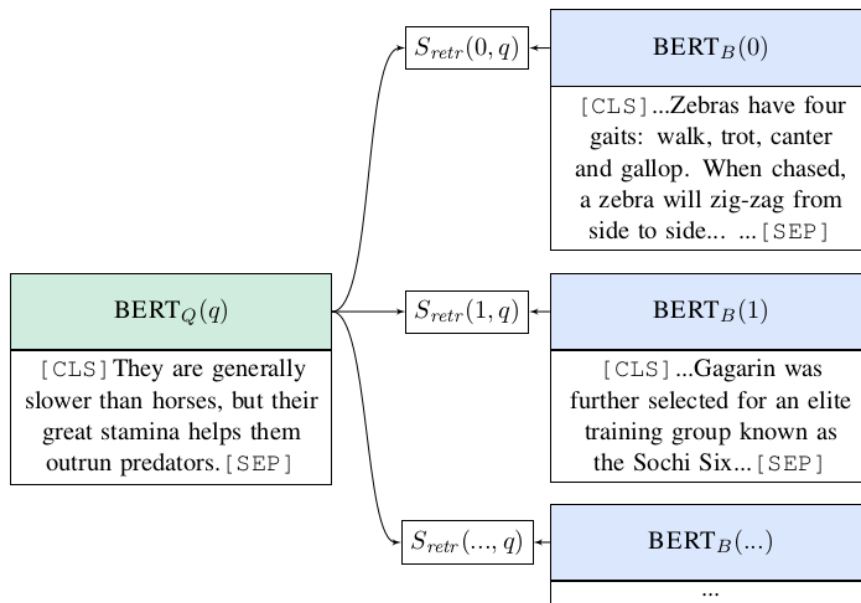 S_retr(0, q)
BERT_B(0)
[CLS]...Zebras have four
gaits: walk, trot, canter
and gallop. When chased,
a zebra will zig-zag from
side to side... ...[SEP]
BERT_Q(q)
[CLS]They are generally
slower than horses, but their
great stamina helps them
outrun predators.[SEP]
S_retr(1, q)
BERT_B(1)
[CLS]...Gagarin was
further selected for an elite
training group known as
the Sochi Six...[SEP]
S_retr(..., q)
BERT_B(...)
...